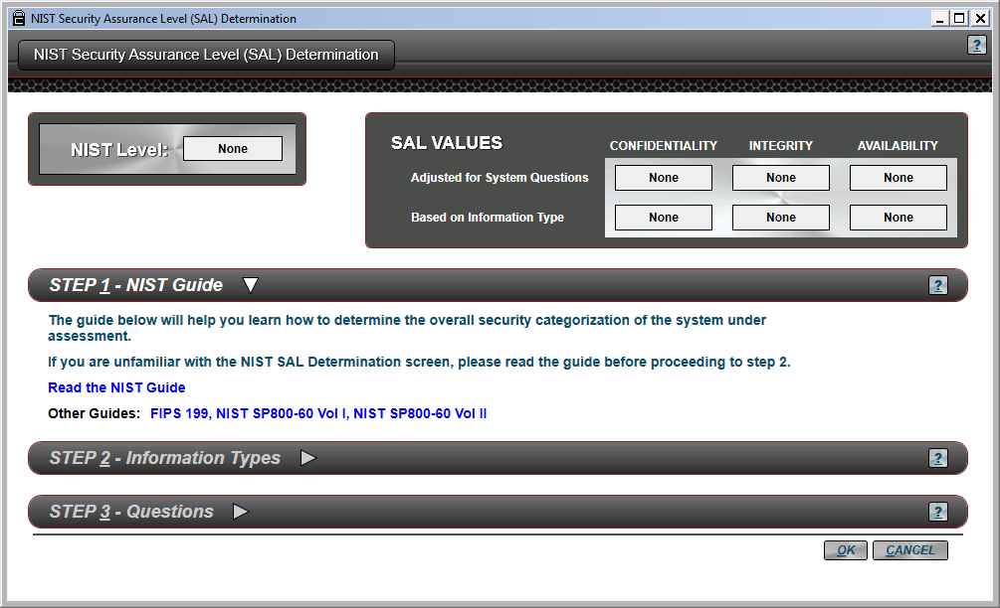 NIST Security Assurance Level (SAL) Determination
NIST Security Assurance Level (SAL) Determination
?
NIST Level: None
SAL VALUES
CONFIDENTIALITY INTEGRITY AVAILABILITY
Adjusted for System Questions None None None
Based on Information Type None None None
STEP 1 - NIST Guide ?
The guide below will help you learn how to determine the overall security categorization of the system under
assessment.
If you are unfamiliar with the NIST SAL Determination screen, please read the guide before proceeding to step 2.
Read the NIST Guide
Other Guides: FIPS 199, NIST SP800-60 Vol I, NIST SP800-60 Vol II
STEP 2 - Information Types ?
STEP 3 - Questions ?
OK CANCEL